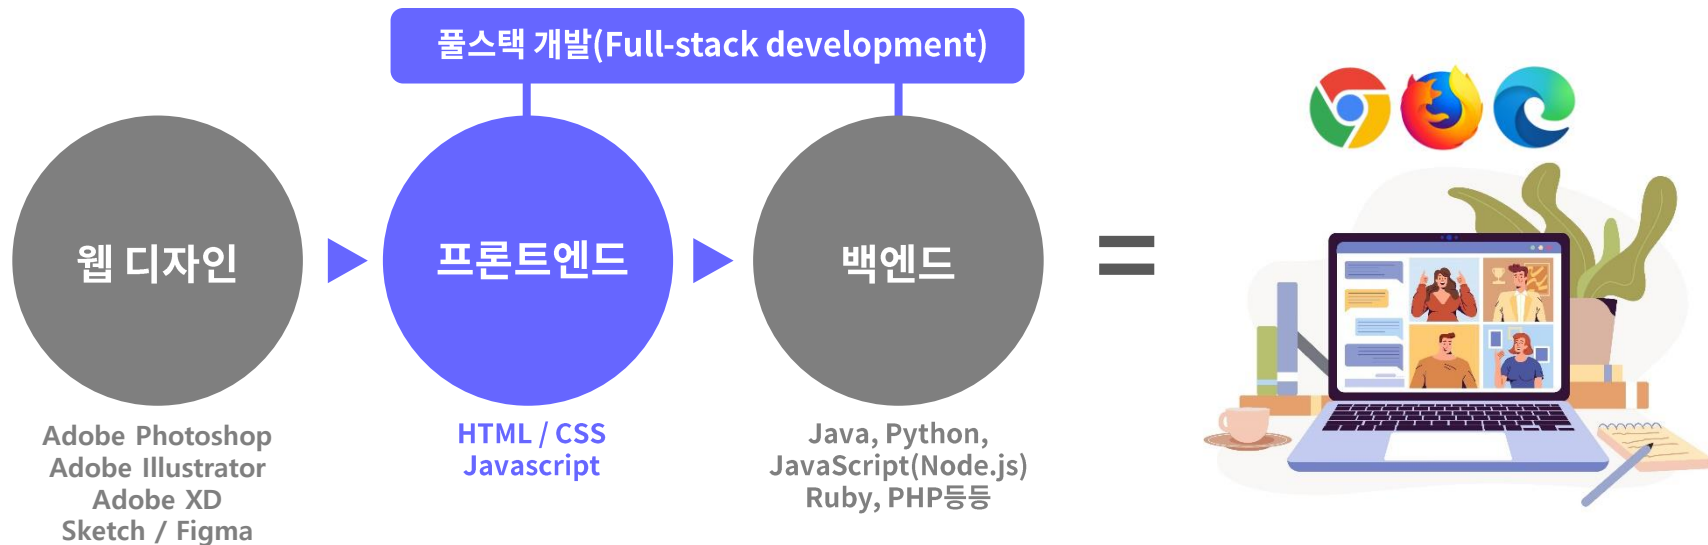 풀스택 개발(Full-stack development)
웹 디자인
프론트엔드
백엔드
=
Adobe Photoshop
Adobe Illustrator
Adobe XD
Sketch / Figma
HTML / CSS
Javascript
Java, Python,
JavaScript(Node.js)
Ruby, PHP등등